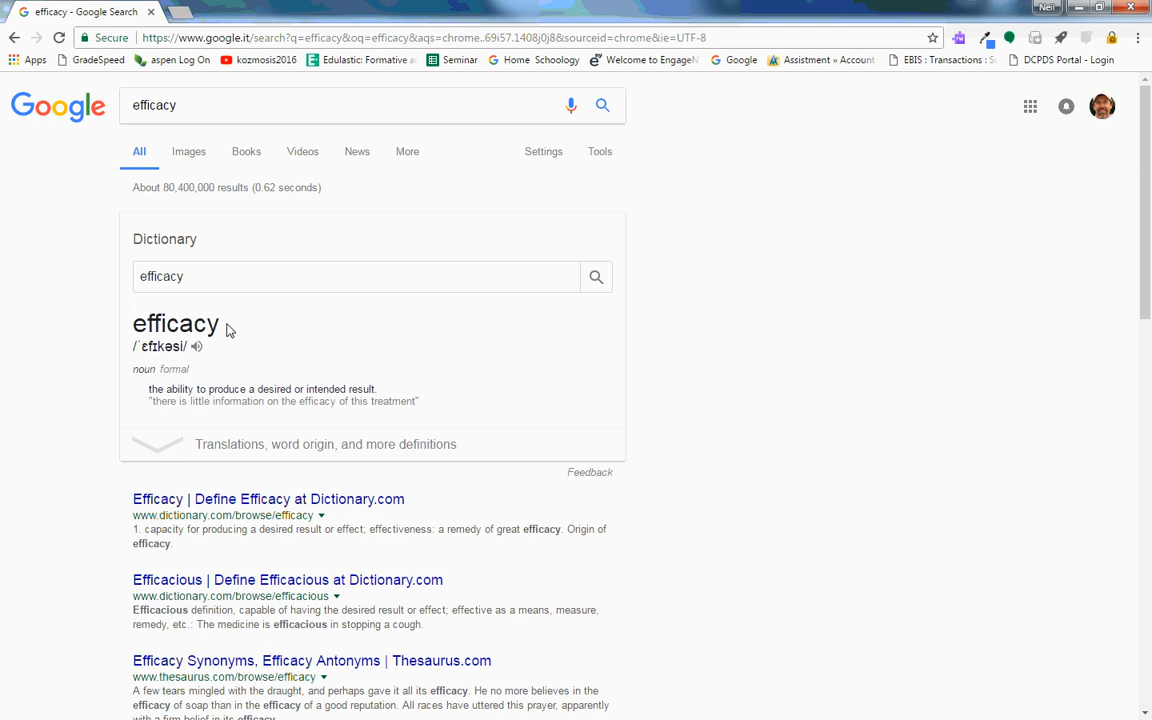 efficacy - Google Search
Neil
Secure https://www.google.it/search?q=efficacy&oq=efficacy&aqs=chrome..69i57.1408j0j8&sourceid=chrome&ie=UTF-8
Apps GradeSpeed aspen Log On kozmosis2016 Edulastic: Formative Seminar Home Schoology Welcome to EngageN Google Assistment » Account EBIS : Transactions : DCPDS Portal - Login
Google efficacy
All Images Books Videos News More Settings Tools
About 80,400,000 results (0.62 seconds)
Dictionary
efficacy
efficacy
/ˈɛfɪkəsi/
noun formal
the ability to produce a desired or intended result.
"there is little information on the efficacy of this treatment"
Translations, word origin, and more definitions
Feedback
Efficacy | Define Efficacy at Dictionary.com
www.dictionary.com/browse/efficacy
1. capacity for producing a desired result or effect; effectiveness: a remedy of great efficacy. Origin of
efficacy.
Efficacious | Define Efficacious at Dictionary.com
www.dictionary.com/browse/efficacious
Efficacious definition, capable of having the desired result or effect; effective as a means, measure,
remedy, etc.: The medicine is efficacious in stopping a cough.
Efficacy Synonyms, Efficacy Antonyms | Thesaurus.com
www.thesaurus.com/browse/efficacy
A few tears mingled with the draught, and perhaps gave it all its efficacy. He no more believes in the
efficacy of soap than in the efficacy of a good reputation. All races have uttered this prayer, apparently
with a firm belief in its efficacy.